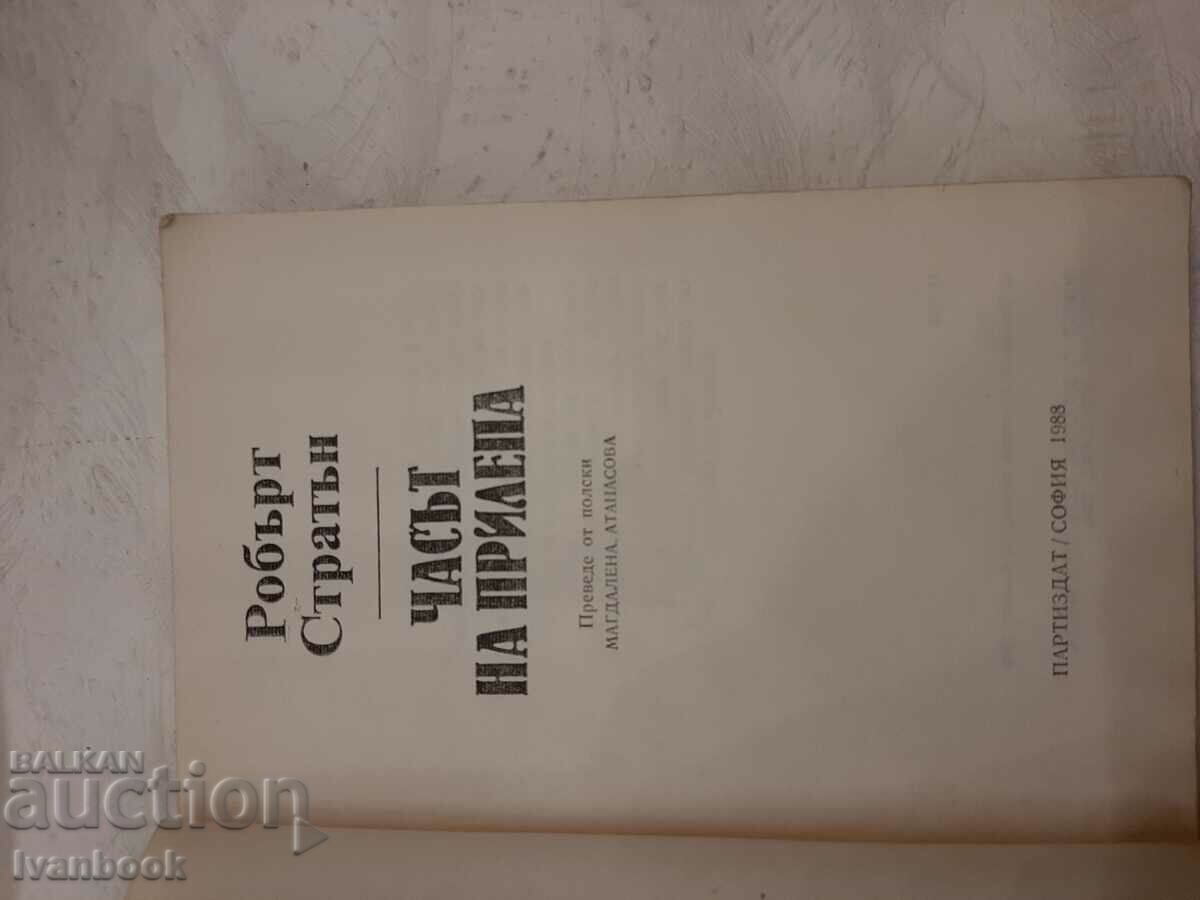 Робърт
Стратън
ЧАСЪТ
НА ПРИЛЕПА
Преведе от полски
МАГДАЛЕНА АТАНАСОВА
ПАРТИЗДАТ / СОФИЯ 1988
BALKAN
auction
Ivanbook